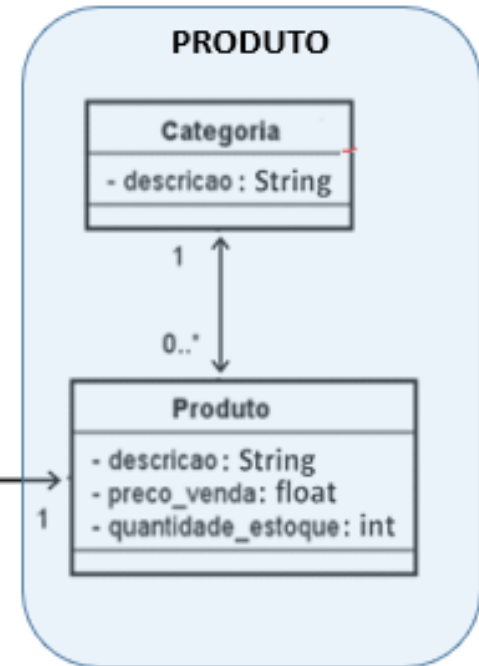 PRODUTO
Categoria
- descricao : String
1
0..*
Produto
- descricao : String
- preco_venda: float
1
- quantidade_estoque: int